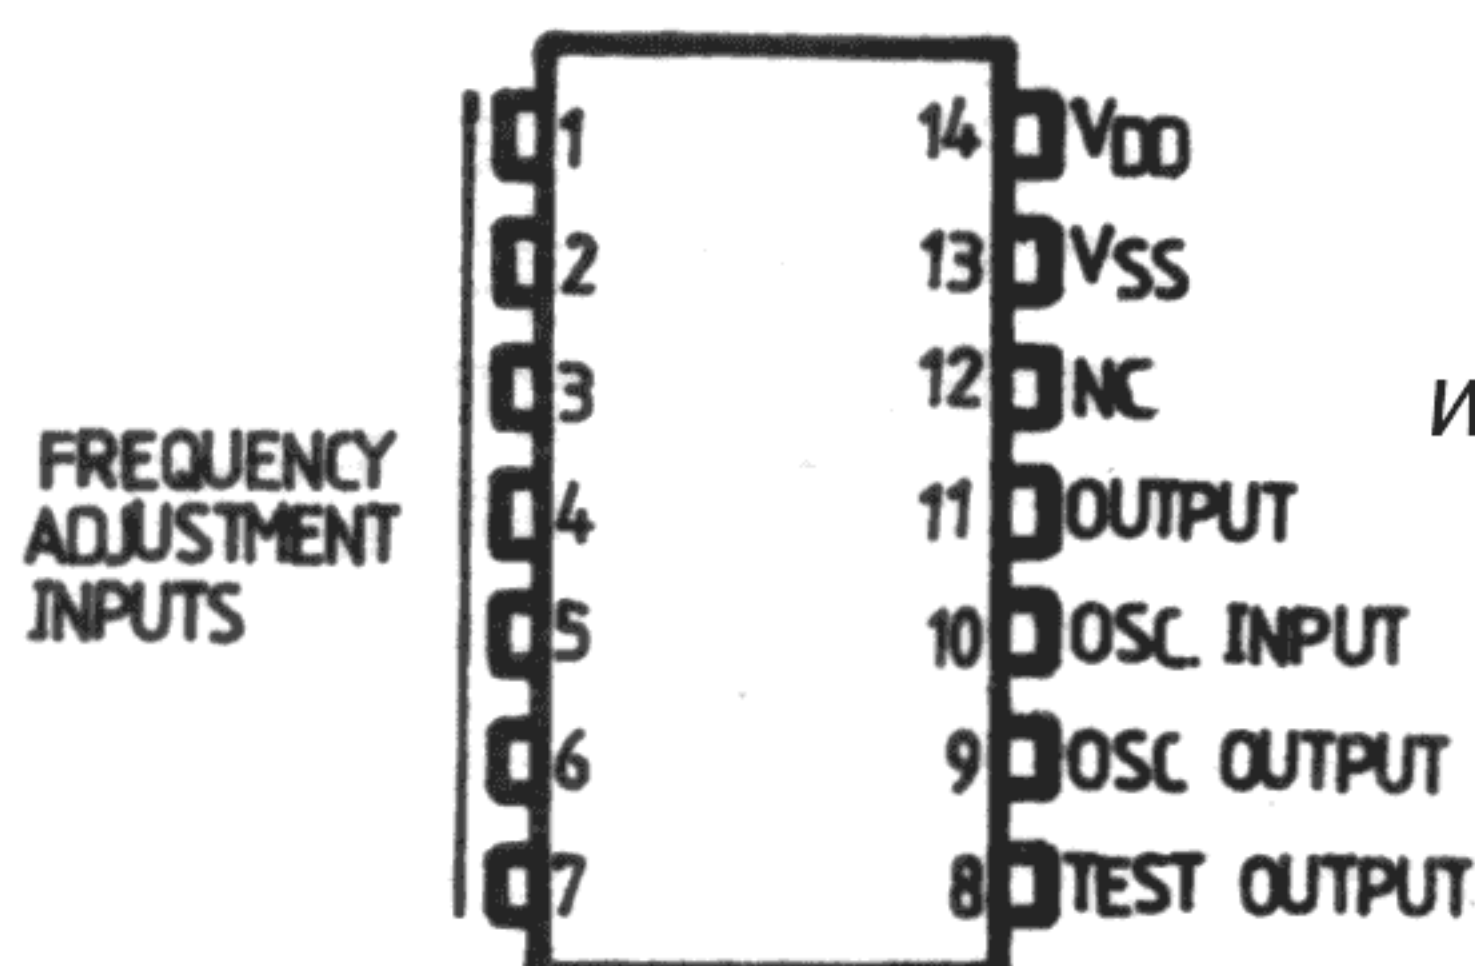 1 14 VDD
2 13 VSS
3 12 NC
И
FREQUENCY
ADJUSTMENT
INPUTS
4 11 OUTPUT
5 10 OSC. INPUT
6 9 OSC OUTPUT
7 8 TEST OUTPUT